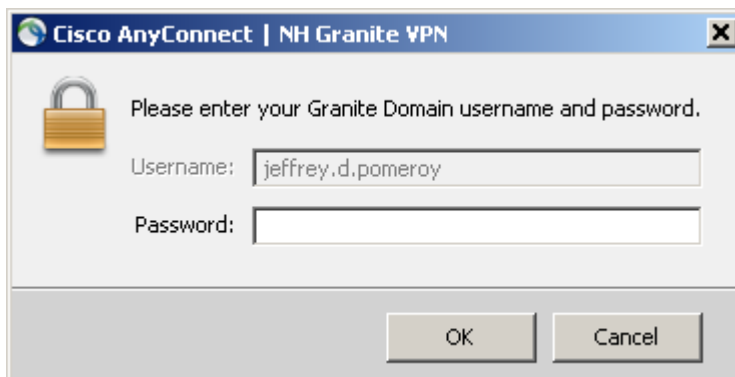 Cisco AnyConnect | NH Granite VPN
Please enter your Granite Domain username and password.
Username: jeffrey.d.pomeroy
Password:
OK Cancel